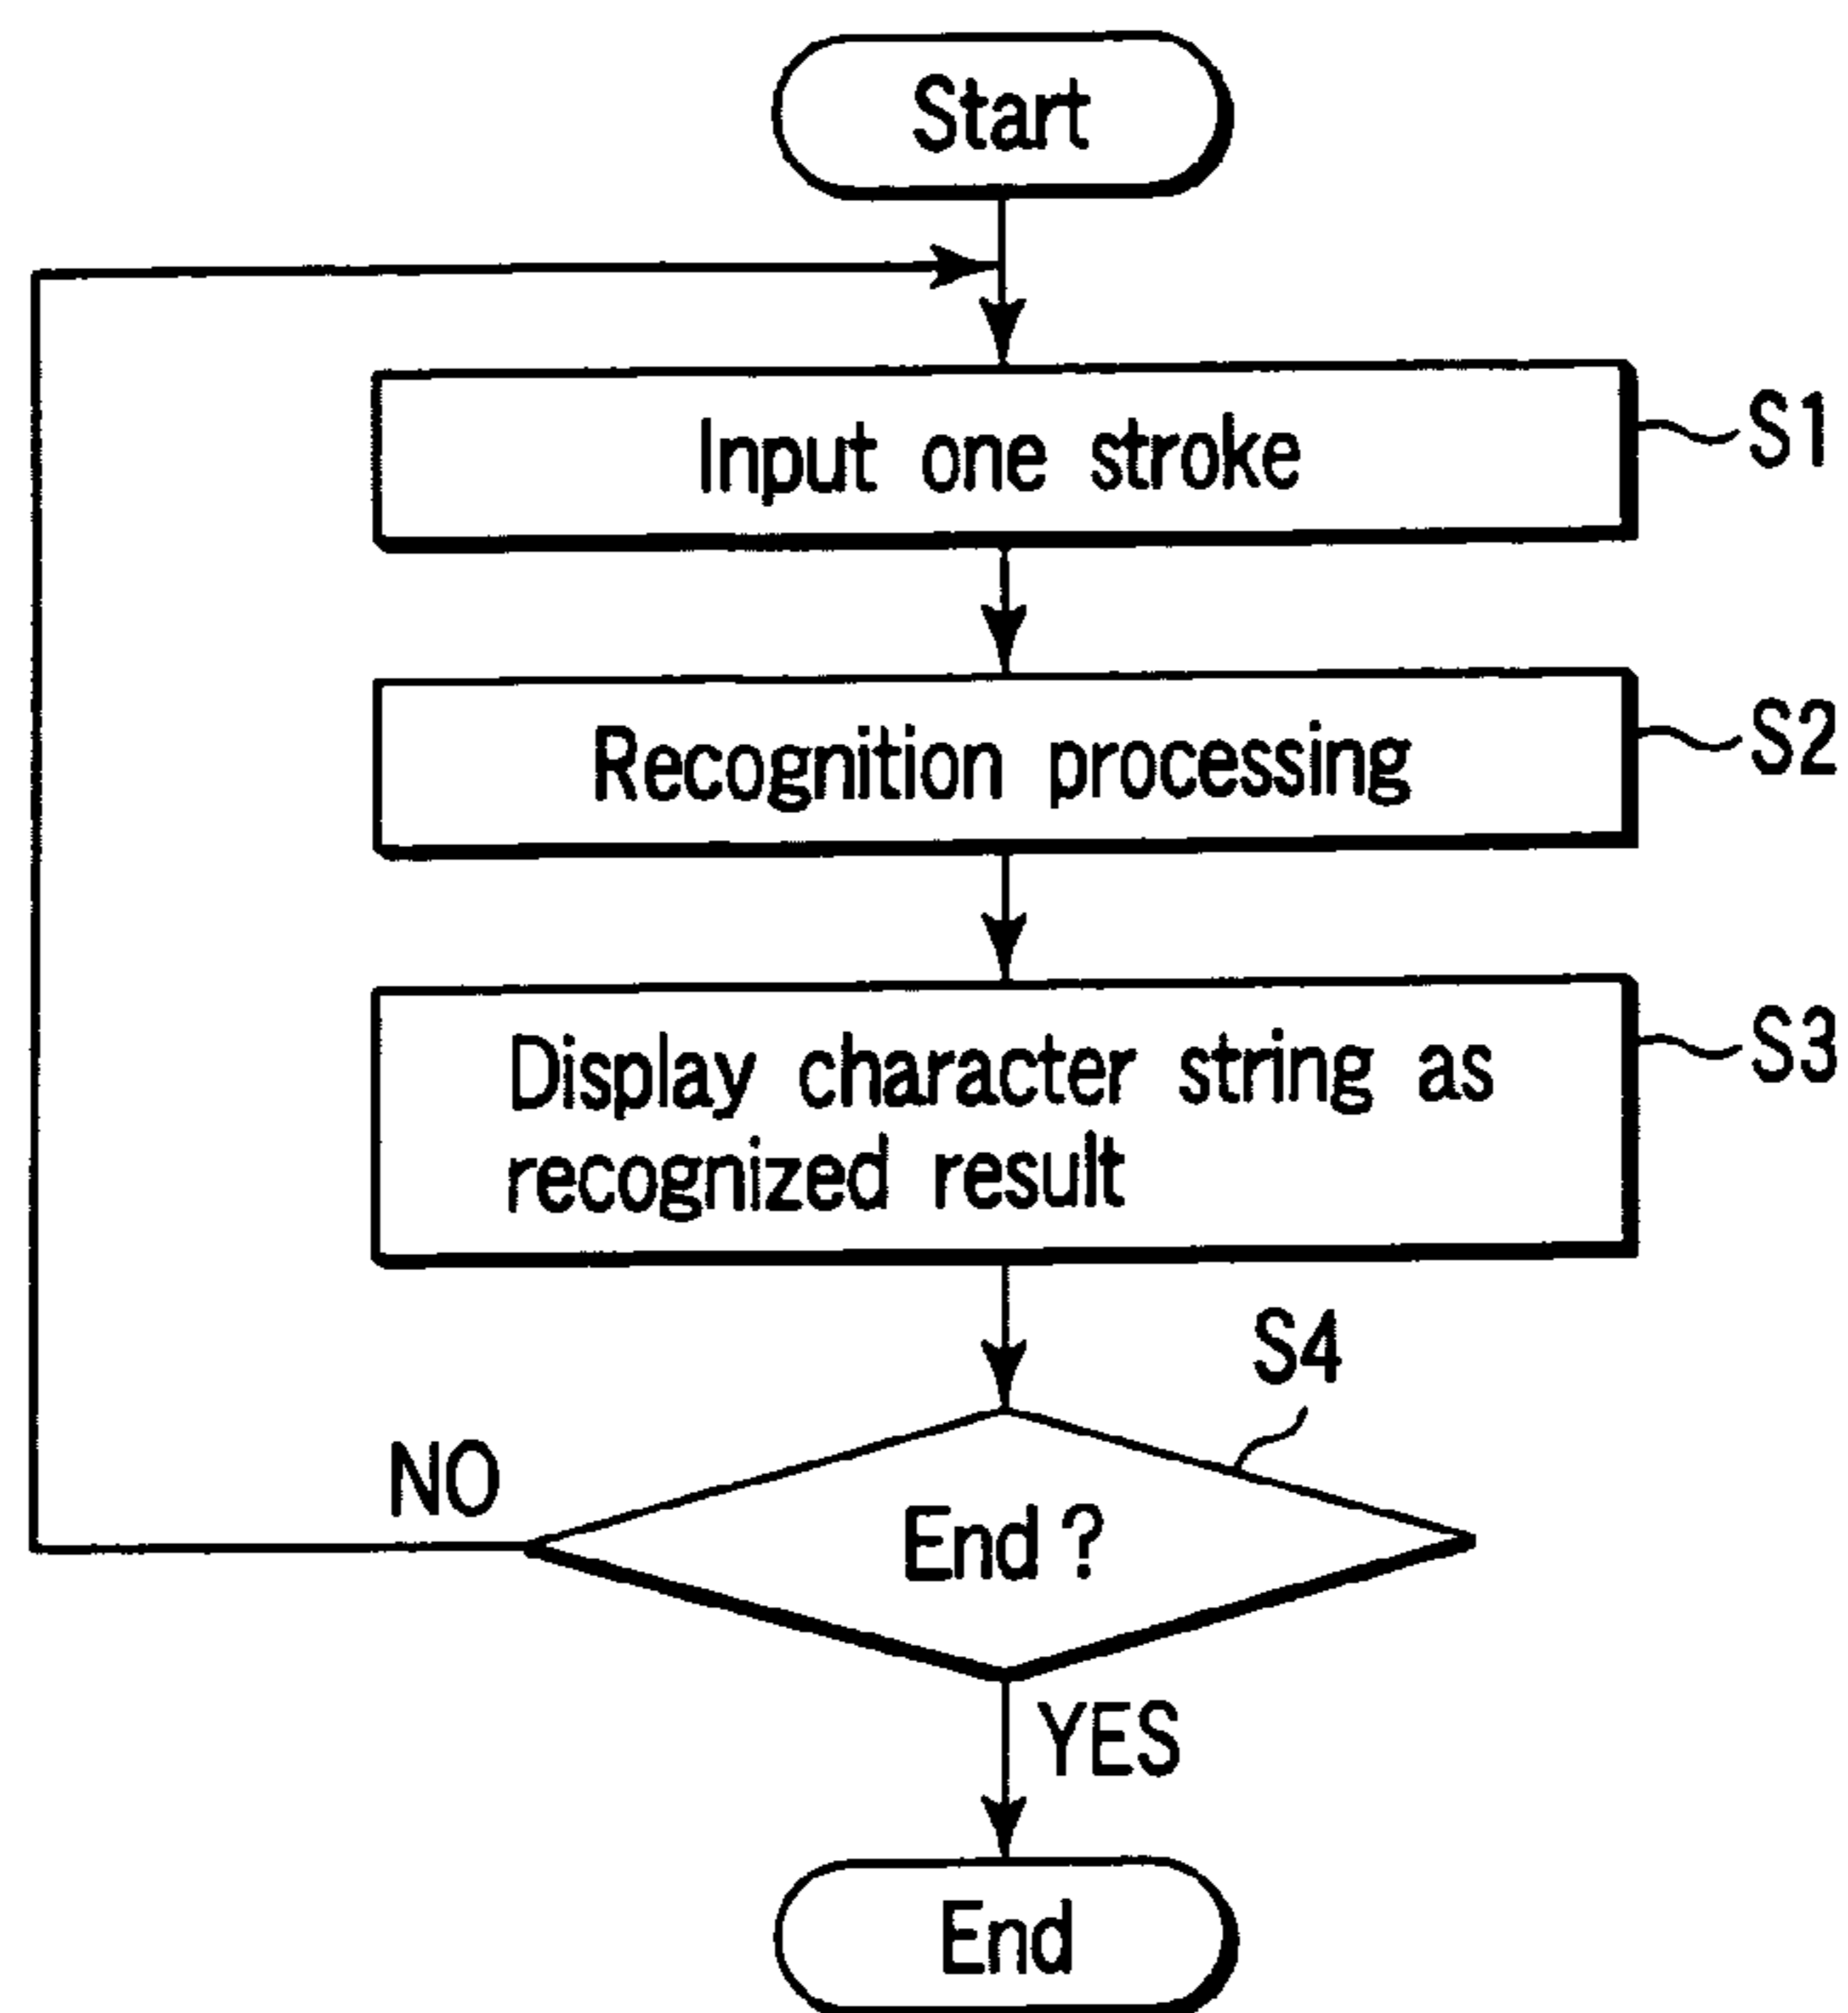 Start
Input one stroke
S1
Recognition processing
S2
Display character string as
recognized result
S3
S4
NO
End?
YES
End